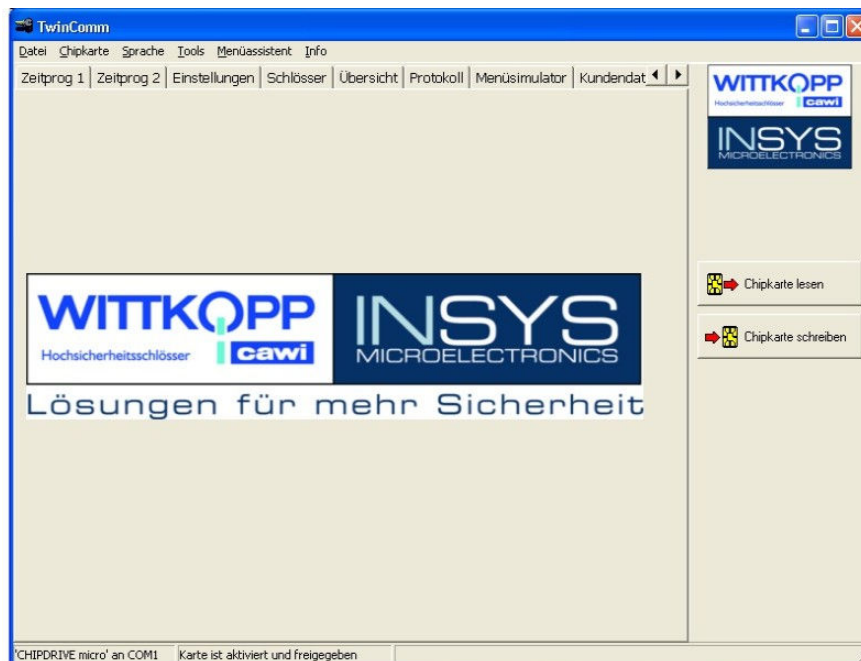 TwinComm
Datei Chipkarte Sprache Tools Menüassistent Info
Zeitprog 1 Zeitprog 2 Einstellungen Schlösser Übersicht Protokoll Menüsimulator Kundendat
WITTKOPP
Hochsicherheitsschlösser cawi
INSYS
MICROELECTRONICS
WITTKOPP
Hochsicherheitsschlösser cawi
INSYS
MICROELECTRONICS
Lösungen für mehr Sicherheit
Chipkarte lesen
Chipkarte schreiben
'CHIPDRIVE micro' an COM1 Karte ist aktiviert und freigegeben